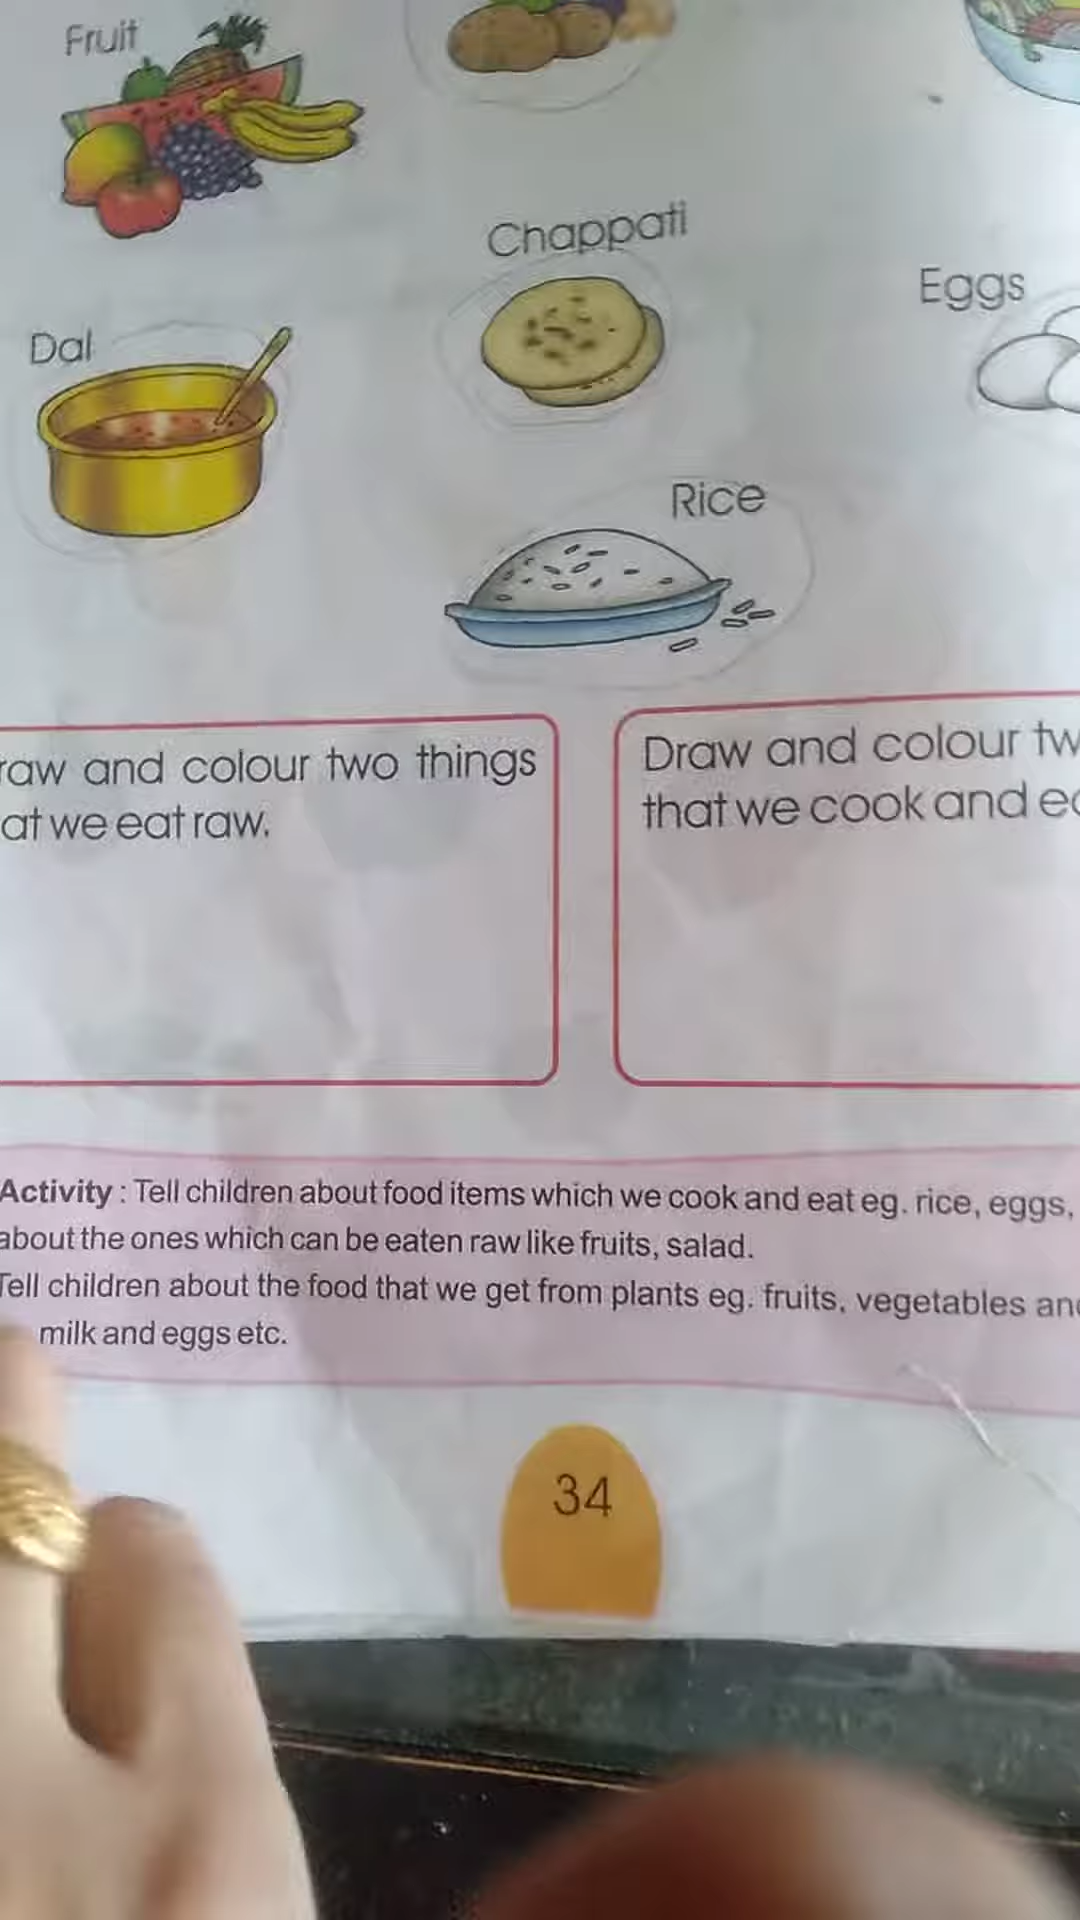 Fruit
Chappati
Eggs
Dal
Rice
raw and colour two things
at we eat raw.
Draw and colour tw
that we cook and e
Activity : Tell children about food items which we cook and eat eg. rice, eggs,
about the ones which can be eaten raw like fruits, salad.
Tell children about the food that we get from plants eg. fruits, vegetables an
milk and eggs etc.
34